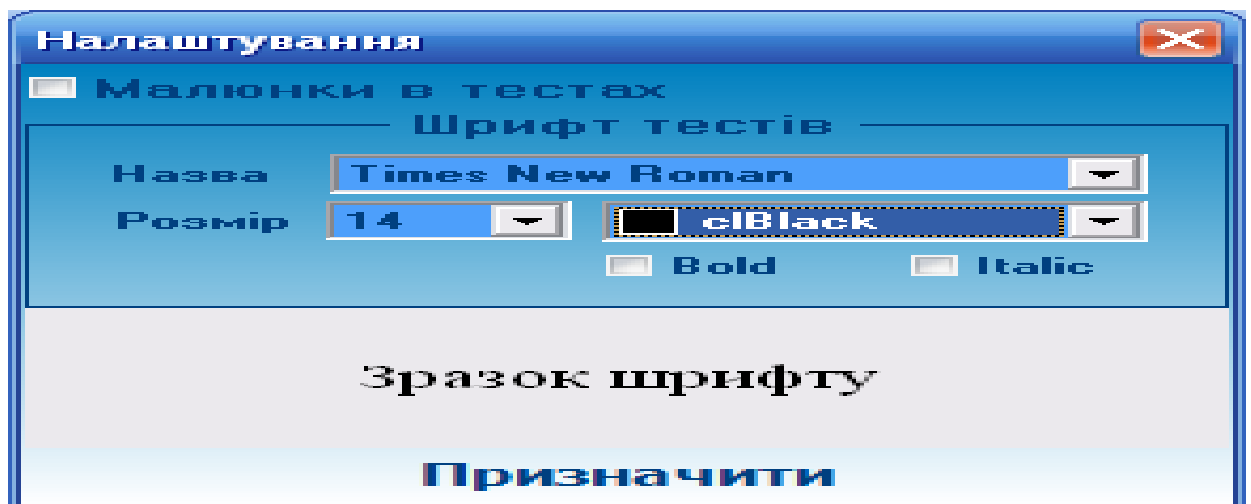 Налаштування
Малюнки в тестах
Шрифт тестів
Назва Times New Roman
Розмір 14 clBlack
Bold Italic
Зразок шрифту
Призначити